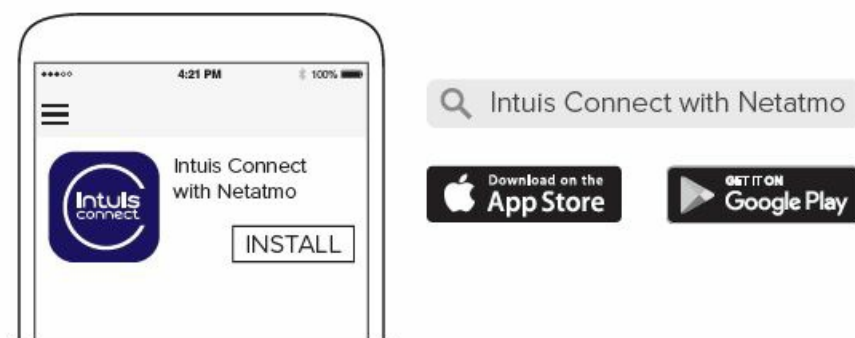 4:21 PM
100%
Intuis Connect
with Netatmo
Intuis
connect
INSTALL
Intuis Connect with Netatmo
Download on the
App Store
GET IT ON
Google Play